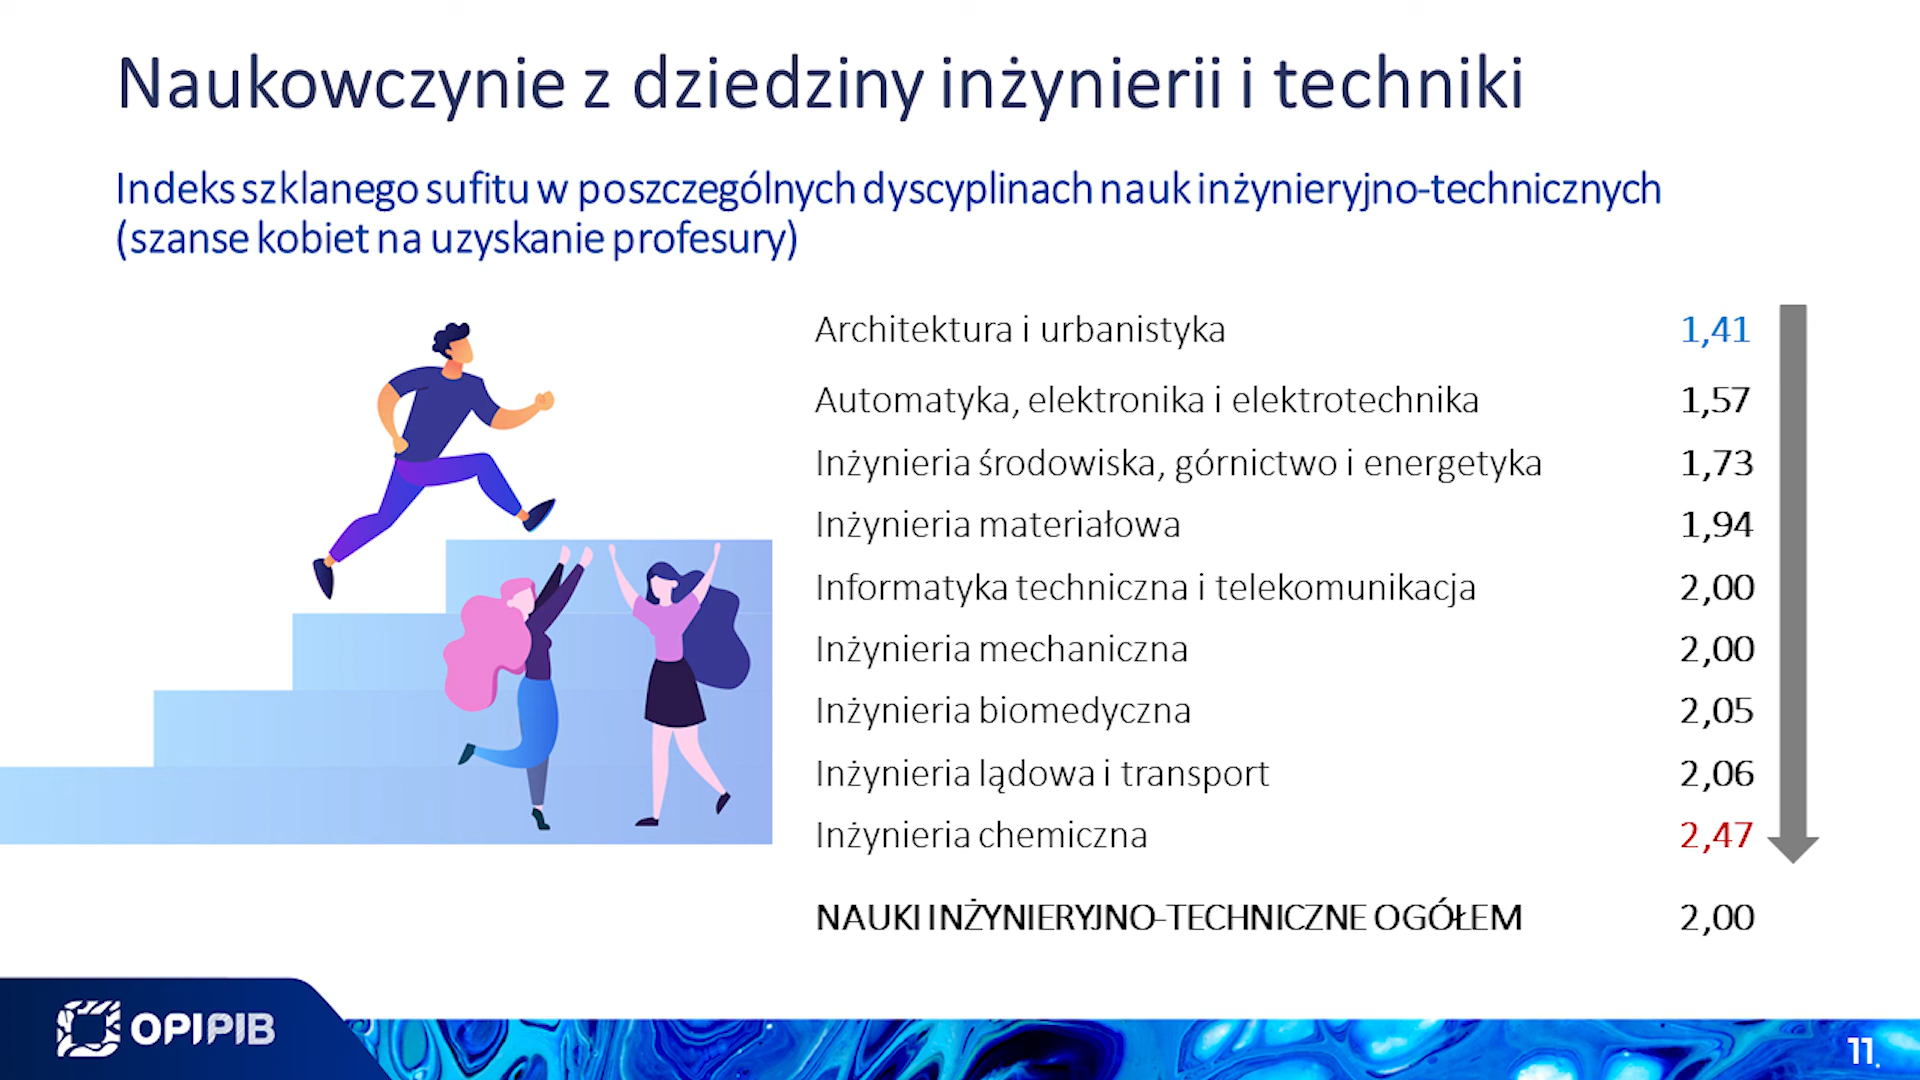 Naukowczynie z dziedziny inżynierii i techniki
Indeks szklanego sufitu w poszczególnych dyscyplinach nauk inżynieryjno-technicznych
(szanse kobiet na uzyskanie profesury)
Architektura i urbanistyka 1,41
Automatyka, elektronika i elektrotechnika 1,57
Inżynieria środowiska, górnictwo i energetyka 1,73
Inżynieria materiałowa 1,94
Informatyka techniczna i telekomunikacja 2,00
Inżynieria mechaniczna 2,00
Inżynieria biomedyczna 2,05
Inżynieria lądowa i transport 2,06
Inżynieria chemiczna 2,47
NAUKI INŻYNIERYJNO-TECHNICZNE OGÓŁEM 2,00
OPI PIB
11.